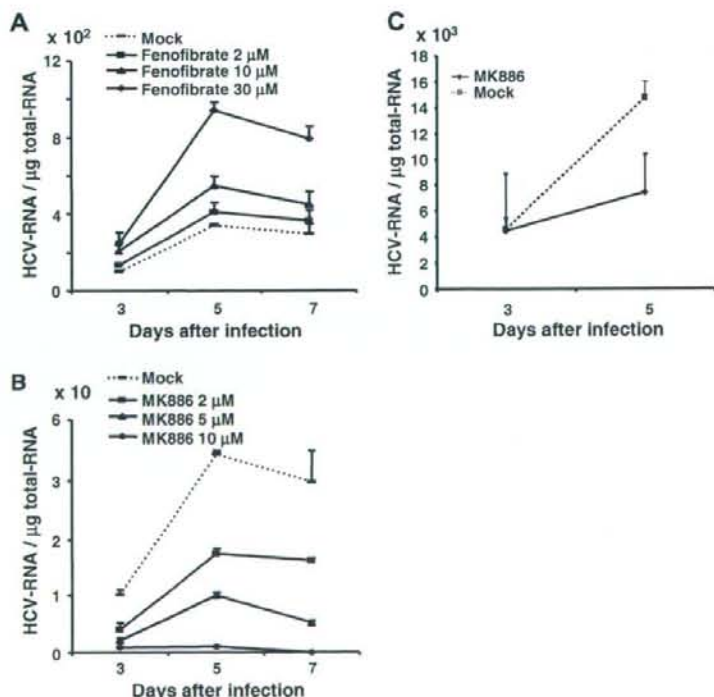 A
x 10²
Mock
Fenofibrate 2 µM
Fenofibrate 10 µM
Fenofibrate 30 µM
12
8
4
0
HCV-RNA / µg total-RNA
3 5 7
Days after infection
C
x 10³
MK886
Mock
18
16
14
12
10
8
6
4
2
0
HCV-RNA / µg total-RNA
3 5
Days after infection
B
x 10
Mock
MK886 2 µM
MK886 5 µM
MK886 10 µM
6
3
2
1
0
HCV-RNA / µg total-RNA
3 5 7
Days after infection